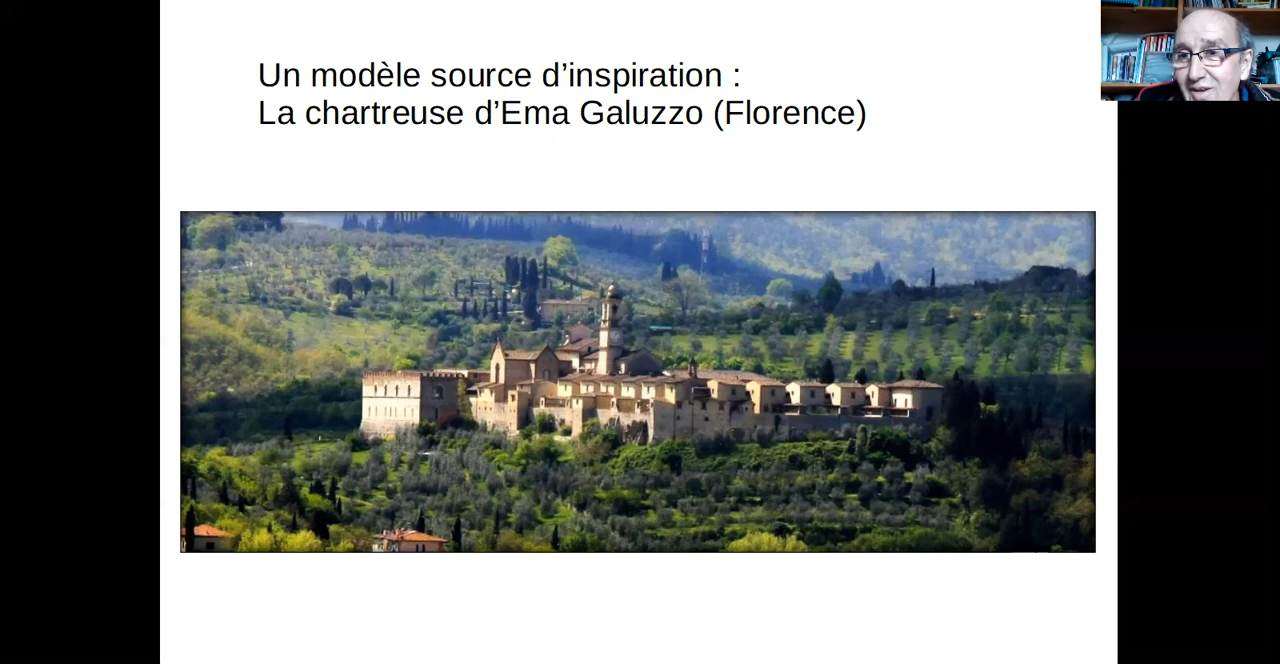 Un modèle source d’inspiration :
La chartreuse d’Ema Galuzzo (Florence)